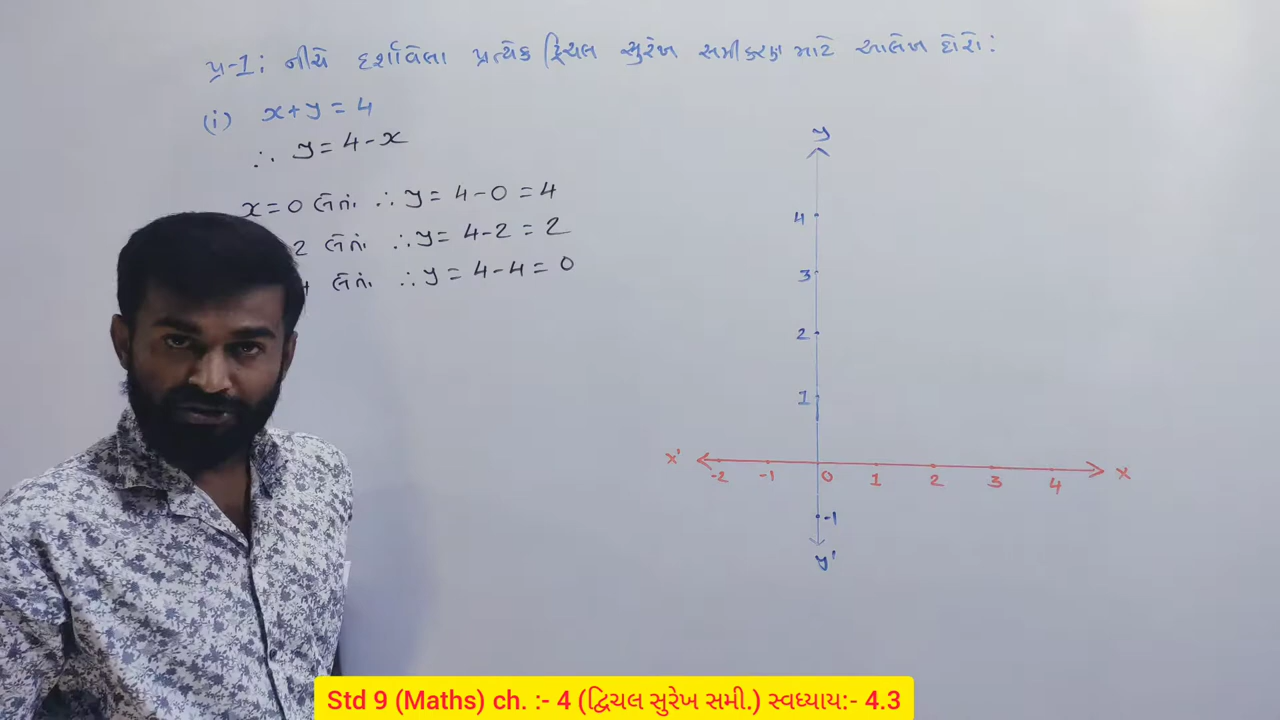 પ્ર-1: નીચે દર્શાવેલા પ્રત્યેક દ્વિચલ સુરેખ સમીકરણ માટે આલેખ દોરો:
(i) x+y = 4
∴ y = 4-x
x=0 લેતાં ∴ y = 4-0 = 4
2 લેતાં ∴ y = 4-2 = 2
લેતાં ∴ y = 4-4 = 0
y
4
3
2
1
x' -2 -1 0 1 2 3 4 x
-1
y'
Std 9 (Maths) ch. :- 4 (દ્વિચલ સુરેખ સમી.) સ્વધ્યાય:- 4.3